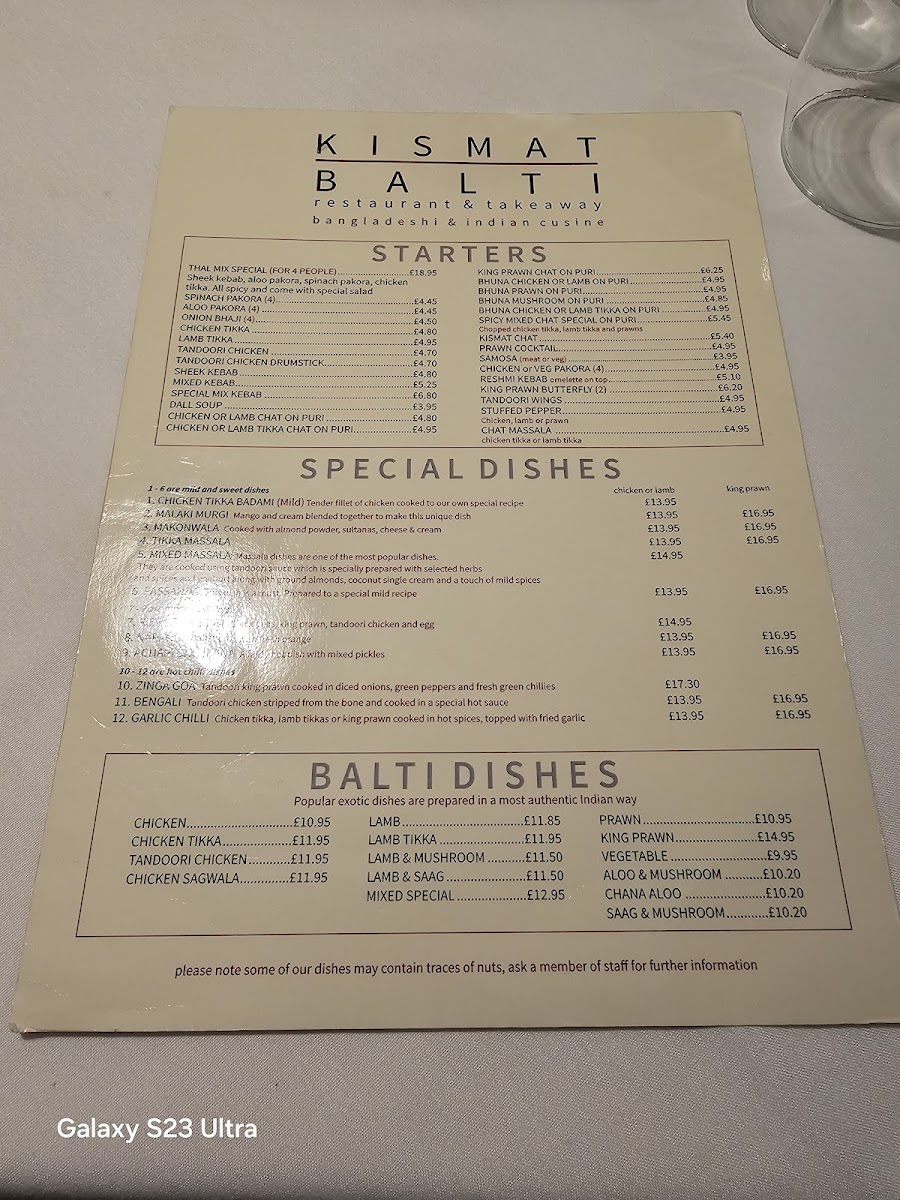 KISMAT
BALTI
restaurant & takeaway
bangladeshi & indian cusine
STARTERS
THAL MIX SPECIAL (FOR 4 PEOPLE)..........£18.95
Sheek kebab, aloo pakora, spinach pakora, chicken
tikka. All spicy and come with special salad
SPINACH PAKORA (4)..........£4.45
ALOO PAKORA (4)..........£4.45
ONION BHAJI (4)..........£4.50
CHICKEN TIKKA..........£4.80
LAMB TIKKA..........£4.95
TANDOORI CHICKEN..........£4.70
TANDOORI CHICKEN DRUMSTICK..........£4.70
SHEEK KEBAB..........£4.80
MIXED KEBAB..........£5.25
SPECIAL MIX KEBAB..........£6.80
DALL SOUP..........£3.95
CHICKEN OR LAMB CHAT ON PURI..........£4.80
CHICKEN OR LAMB TIKKA CHAT ON PURI..........£4.95
KING PRAWN CHAT ON PURI..........£6.25
BHUNA CHICKEN OR LAMB ON PURI..........£4.95
BHUNA PRAWN ON PURI..........£4.95
BHUNA MUSHROOM ON PURI..........£4.85
BHUNA CHICKEN OR LAMB TIKKA ON PURI..........£4.95
SPICY MIXED CHAT SPECIAL ON PURI..........£5.45
Chopped chicken tikka, lamb tikka and prawns
KISMAT CHAT..........£5.40
PRAWN COCKTAIL..........£4.95
SAMOSA (meat or veg)..........£3.95
CHICKEN or VEG PAKORA (4)..........£4.95
RESHMI KEBAB omelette on top..........£5.10
KING PRAWN BUTTERFLY (2)..........£6.20
TANDOORI WINGS..........£4.95
STUFFED PEPPER..........£4.95
Chicken, lamb or prawn
CHAT MASSALA..........£4.95
chicken tikka or lamb tikka
SPECIAL DISHES
1 - 6 are mild and sweet dishes chicken or lamb king prawn
1. CHICKEN TIKKA BADAMI (Mild) Tender fillet of chicken cooked to our own special recipe £13.95
2. MALAKI MURGI Mango and cream blended together to make this unique dish £13.95 £16.95
3. MAKONWALA Cooked with almond powder, sultanas, cheese & cream £13.95 £16.95
4. TIKKA MASSALA £13.95 £16.95
5. MIXED MASSALA Massala dishes are one of the most popular dishes. £14.95
They are cooked using tandoori sauce which is specially prepared with selected herbs
and spices and yoghurt along with ground almonds, coconut single cream and a touch of mild spices
6. Prepared to a special mild recipe £13.95 £16.95
7. king prawn, tandoori chicken and egg £14.95
8. orange £13.95 £16.95
9. dish with mixed pickles £13.95 £16.95
10 - 12 are hot chilli dishes
10. ZINGA GOA Tandoori king prawn cooked in diced onions, green peppers and fresh green chillies £17.30
11. BENGALI Tandoori chicken stripped from the bone and cooked in a special hot sauce £13.95 £16.95
12. GARLIC CHILLI Chicken tikka, lamb tikkas or king prawn cooked in hot spices, topped with fried garlic £13.95 £16.95
BALTI DISHES
Popular exotic dishes are prepared in a most authentic Indian way
CHICKEN..........£10.95
CHICKEN TIKKA..........£11.95
TANDOORI CHICKEN..........£11.95
CHICKEN SAGWALA..........£11.95
LAMB..........£11.85
LAMB TIKKA..........£11.95
LAMB & MUSHROOM..........£11.50
LAMB & SAAG..........£11.50
MIXED SPECIAL..........£12.95
PRAWN..........£10.95
KING PRAWN..........£14.95
VEGETABLE..........£9.95
ALOO & MUSHROOM..........£10.20
CHANA ALOO..........£10.20
SAAG & MUSHROOM..........£10.20
please note some of our dishes may contain traces of nuts, ask a member of staff for further information
Galaxy S23 Ultra